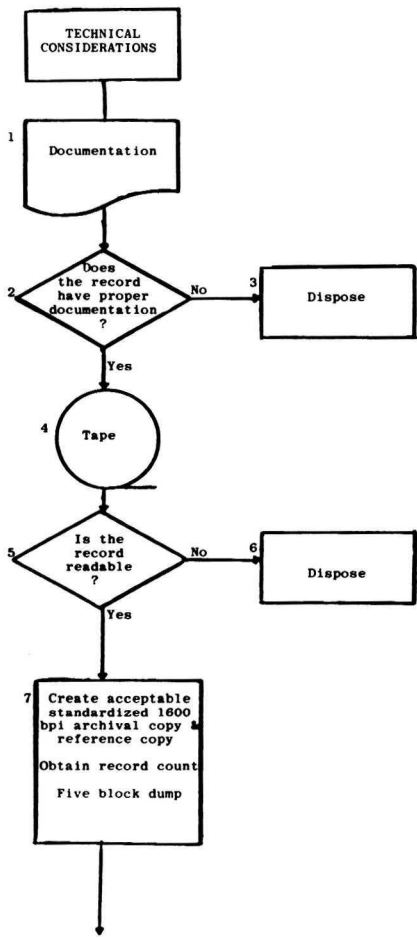 TECHNICAL
CONSIDERATIONS
1
Documentation
Does
the record
have proper
documentation
?
2
No
3
Dispose
Yes
4
Tape
5
Is the
record
readable
?
No
6
Dispose
Yes
7
Create acceptable
standardized 1600
bpi archival copy &
reference copy
Obtain record count
Five block dump